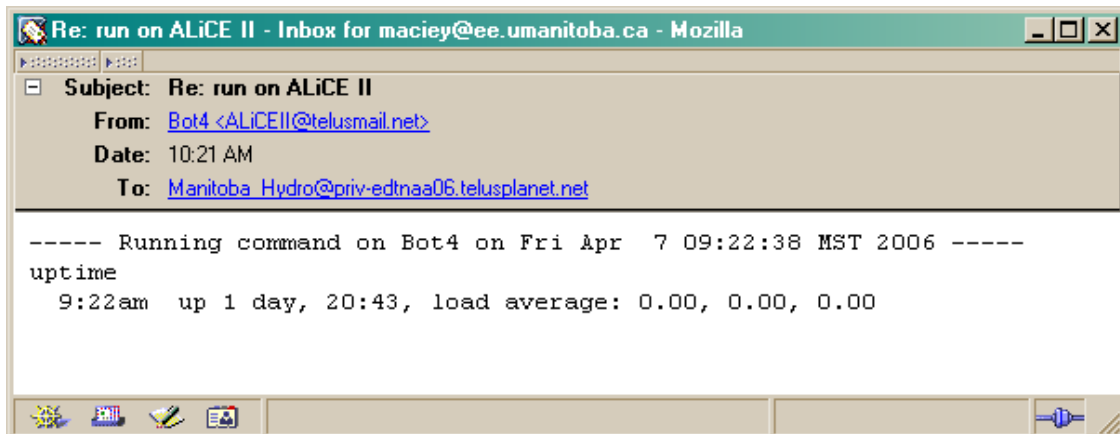 Re: run on ALiCE II - Inbox for maciey@ee.umanitoba.ca - Mozilla
Subject: Re: run on ALiCE II
From: Bot4 <ALiCEII@telusmail.net>
Date: 10:21 AM
To: Manitoba_Hydro@priv-edtnaa06.telusplanet.net
----- Running command on Bot4 on Fri Apr  7 09:22:38 MST 2006 -----
uptime
  9:22am  up 1 day, 20:43, load average: 0.00, 0.00, 0.00